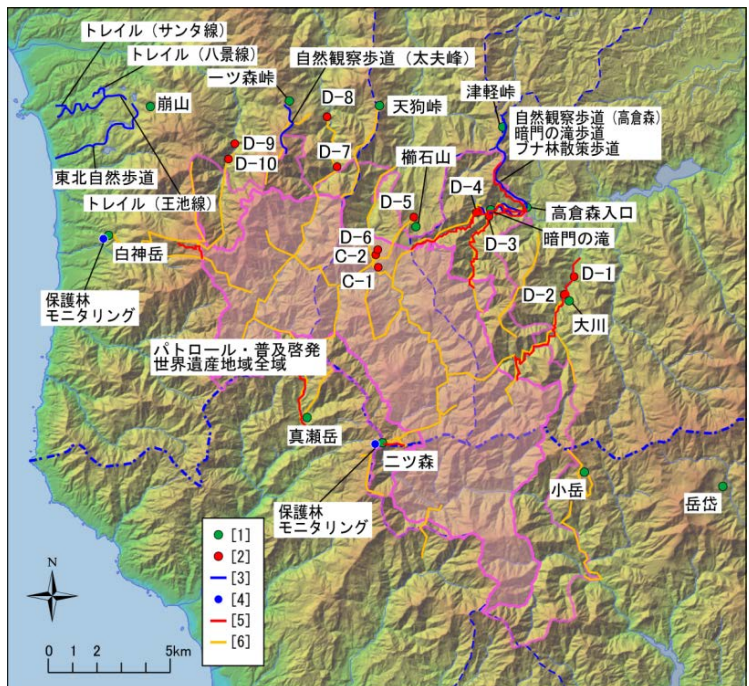 トレイル（サンタ線）
トレイル（八景線）
一ツ森峠
自然観察歩道（太夫峰）
崩山
D-8
天狗峠
津軽峠
自然観察歩道（高倉森）
暗門の滝歩道
ブナ林散策歩道
D-9
D-10
D-7
櫛石山
東北自然歩道
トレイル（王池線）
D-5
D-4
高倉森入口
D-3
暗門の滝
D-6
C-2
C-1
白神岳
D-1
D-2
大川
保護林
モニタリング
パトロール・普及啓発
世界遺産地域全域
真瀬岳
二ツ森
小岳
岳岱
保護林
モニタリング
[1]
[2]
[3]
[4]
[5]
[6]
N
0 1 2 5km